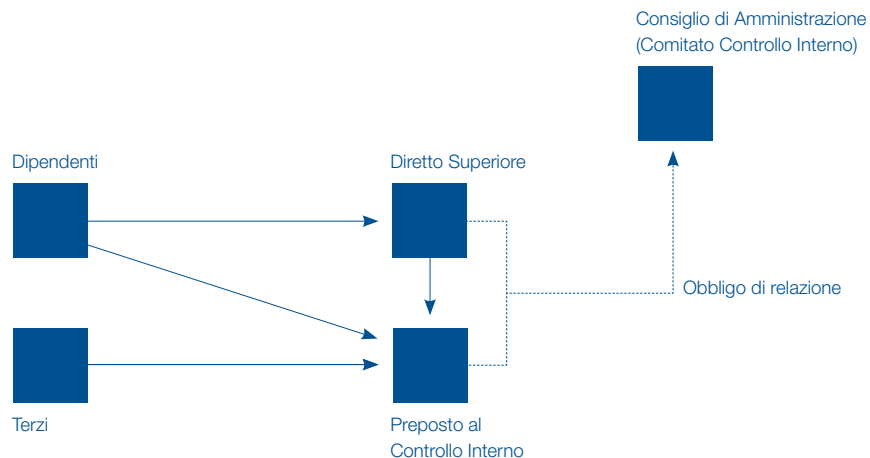 Consiglio di Amministrazione
(Comitato Controllo Interno)
Dipendenti
Diretto Superiore
Obbligo di relazione
Terzi
Preposto al
Controllo Interno